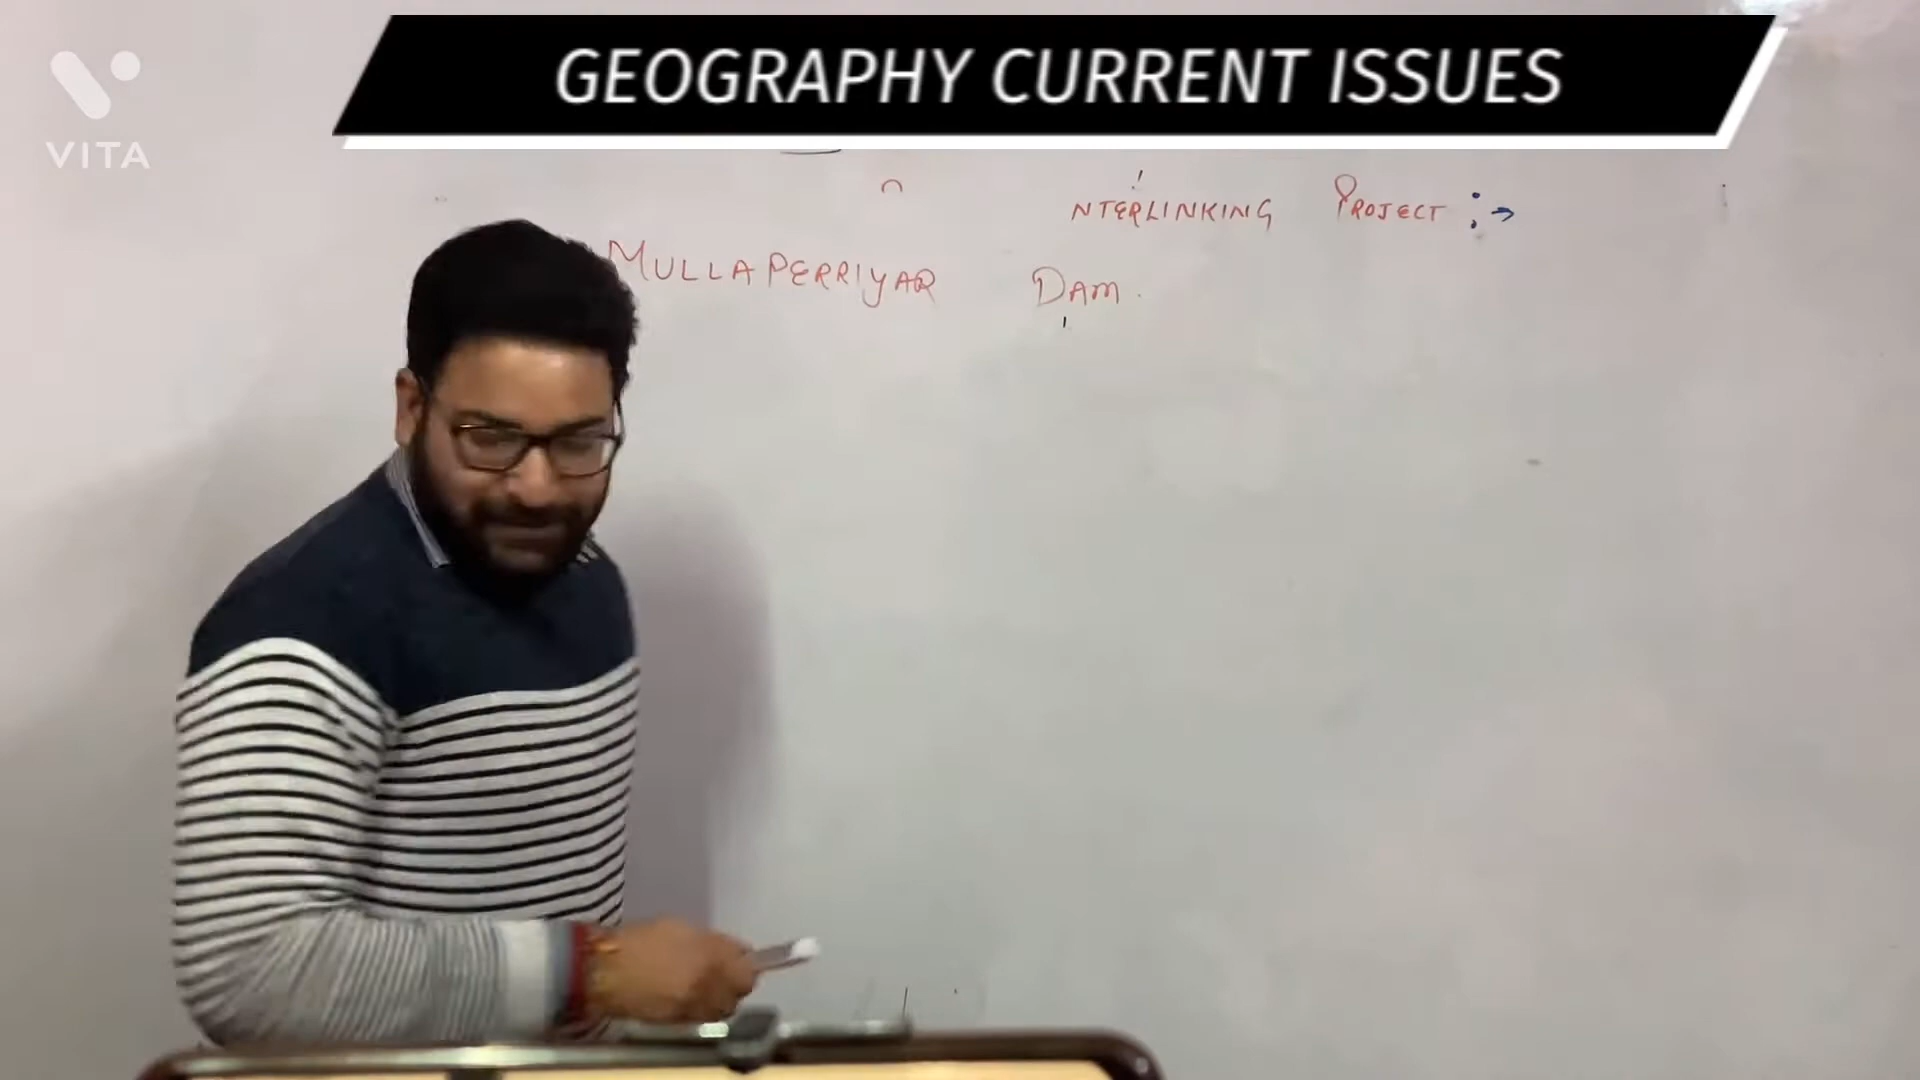 GEOGRAPHY CURRENT ISSUES
VITA
NTERLINKING PROJECT :→
MULLAPERRIYAR DAM.